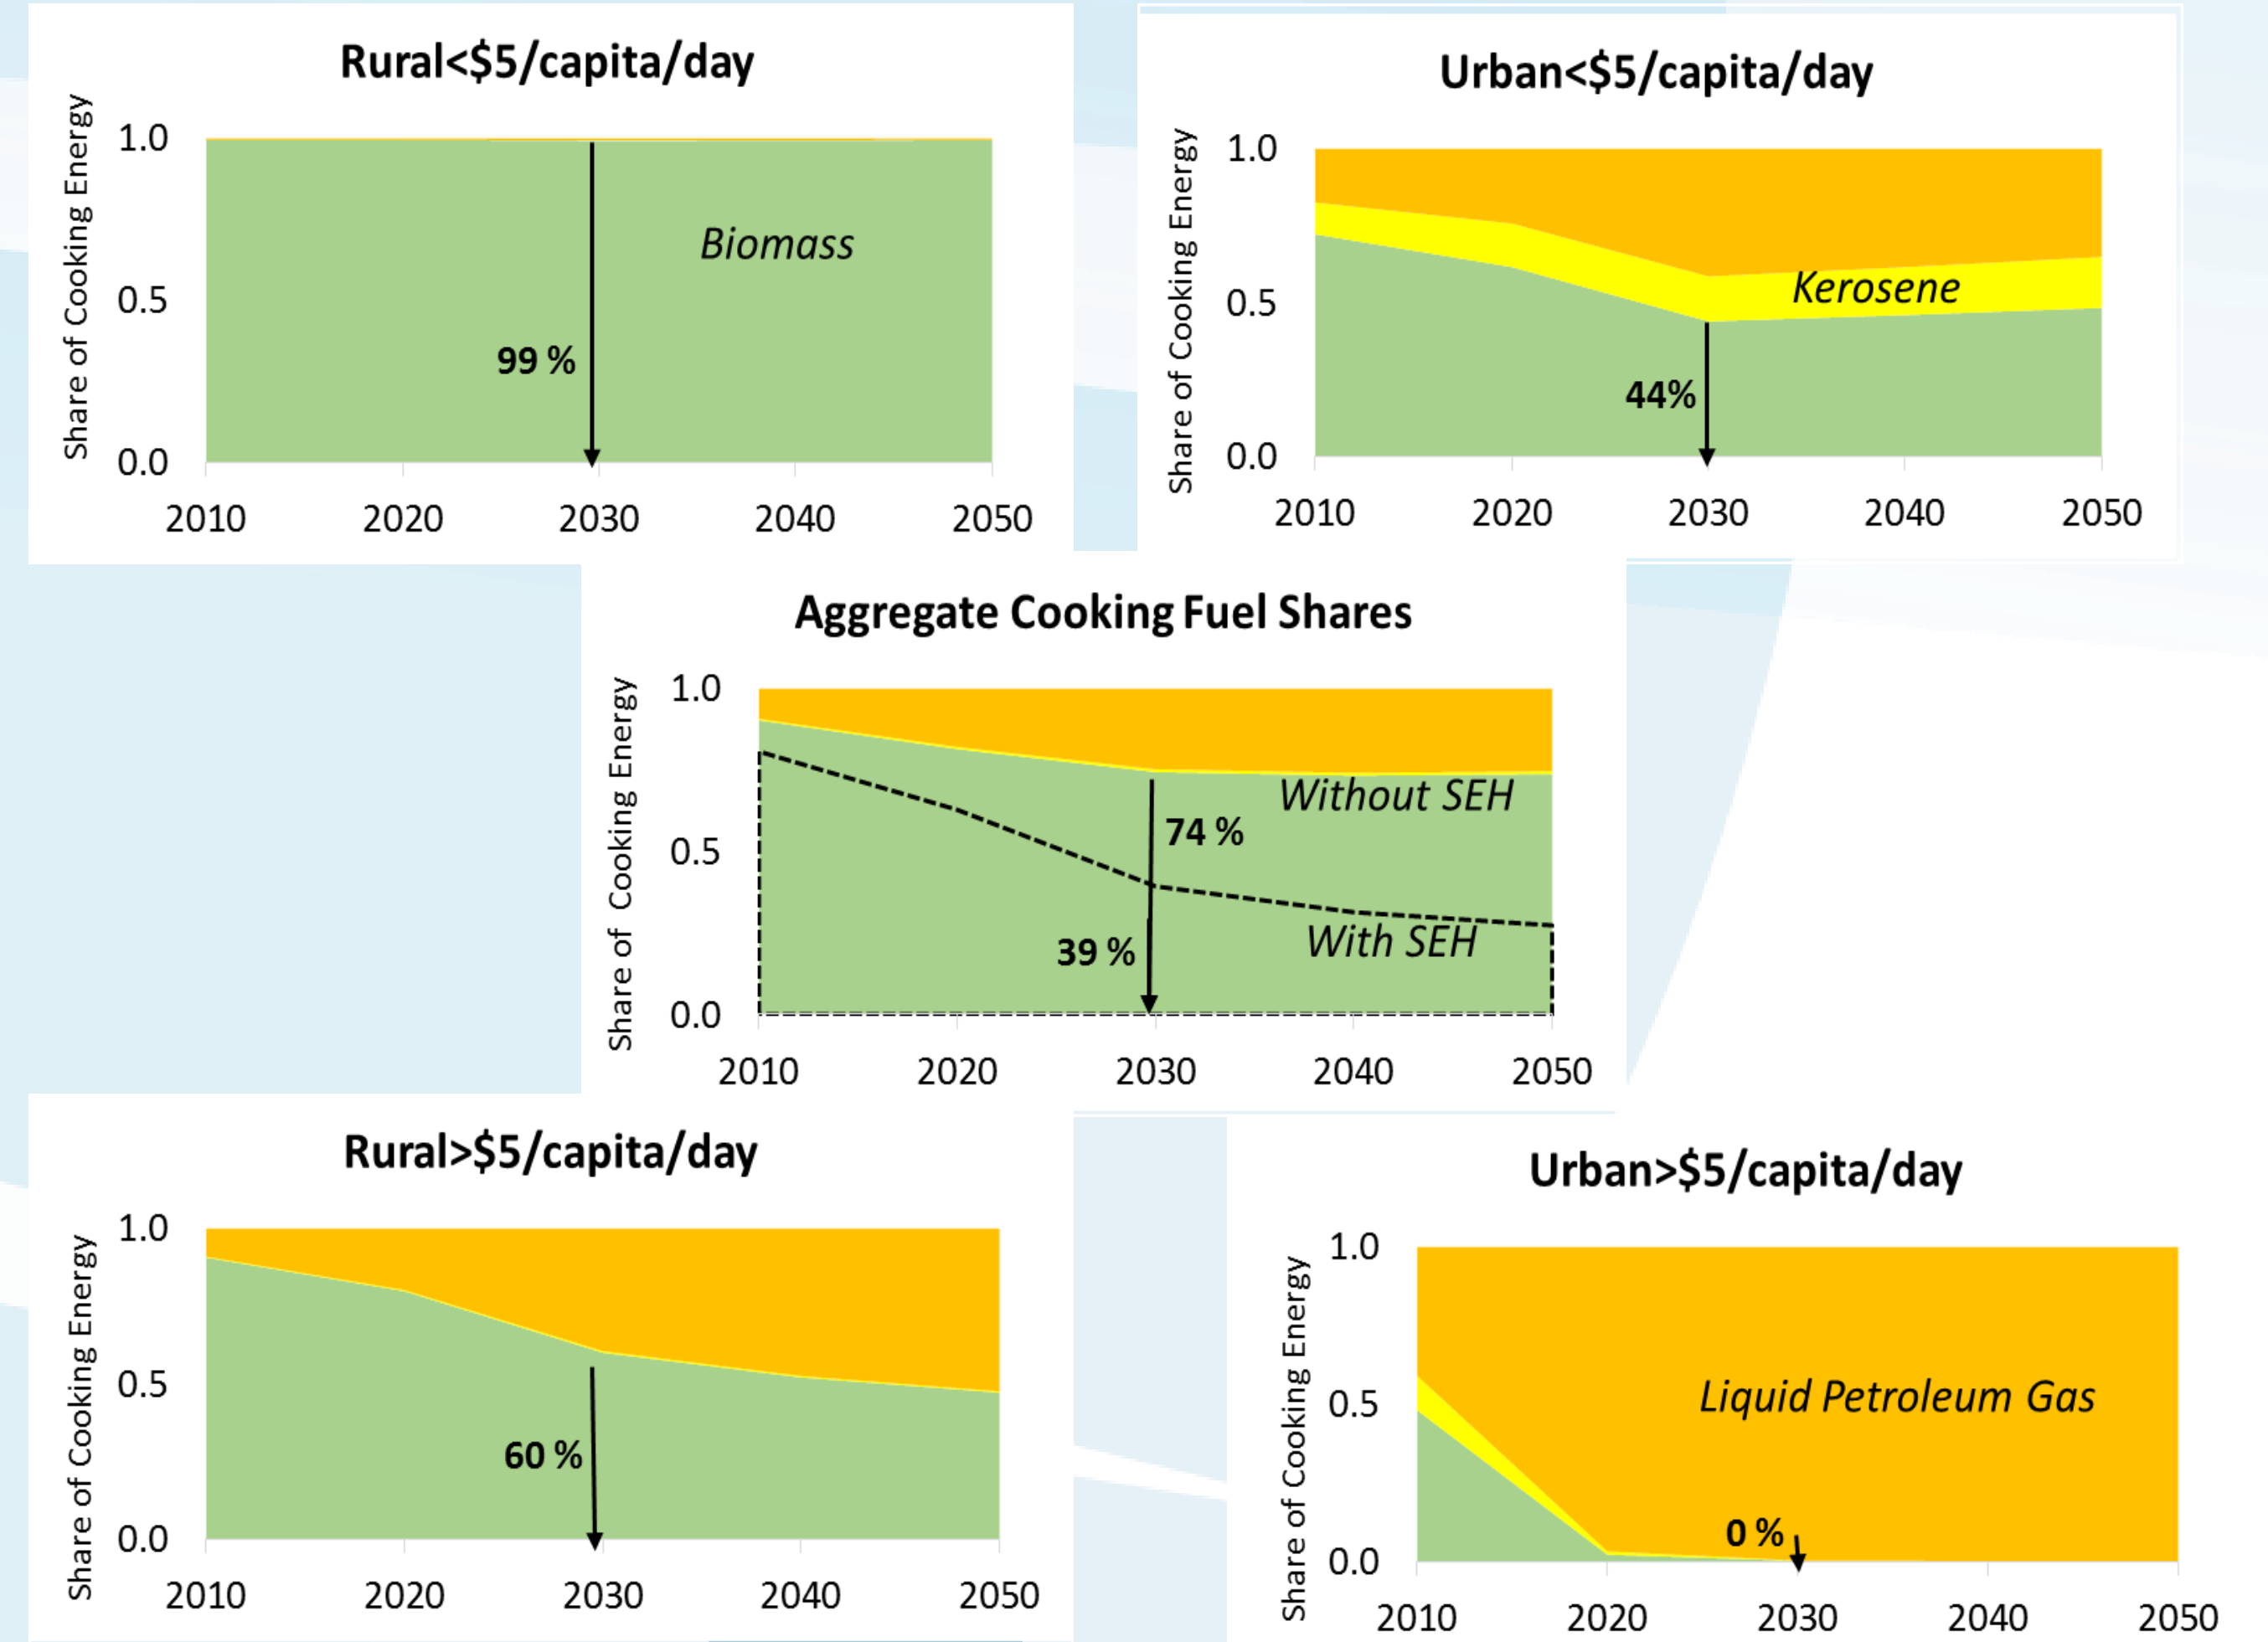 Rural<$5/capita/day
Share of Cooking Energy
1.0
0.5
0.0
Biomass
99 %
2010 2020 2030 2040 2050
Urban<$5/capita/day
Share of Cooking Energy
1.0
0.5
0.0
Kerosene
44%
2010 2020 2030 2040 2050
Aggregate Cooking Fuel Shares
Share of Cooking Energy
1.0
0.5
0.0
Without SEH
74 %
With SEH
39 %
2010 2020 2030 2040 2050
Rural>$5/capita/day
Share of Cooking Energy
1.0
0.5
0.0
60 %
2010 2020 2030 2040 2050
Urban>$5/capita/day
Share of Cooking Energy
1.0
0.5
0.0
Liquid Petroleum Gas
0 %
2010 2020 2030 2040 2050